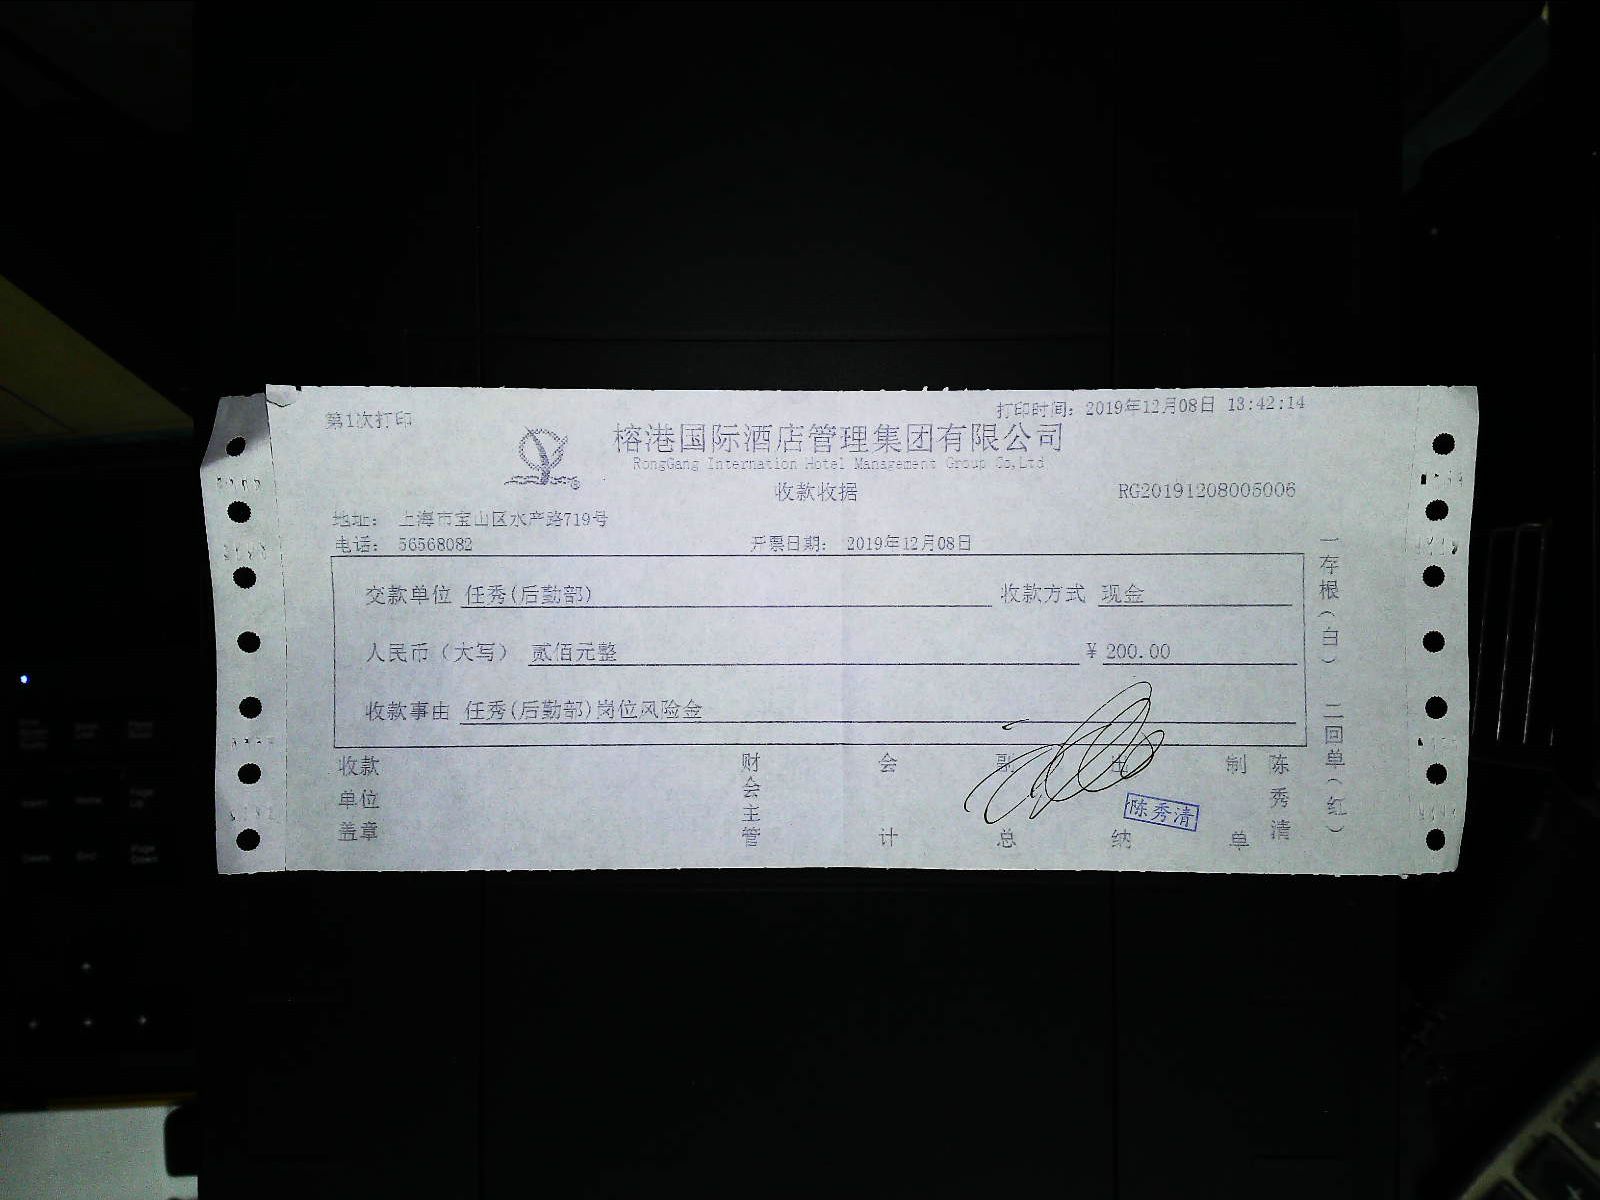 第1次打印
打印时间：2019年12月08日 13:42:14
榕港国际酒店管理集团有限公司
RongGang Internation Hotel Management Group Co,Ltd
收款收据
RG20191208005006
地址： 上海市宝山区水产路719号
电话： 56568082
开票日期： 2019年12月08日
交款单位 任秀(后勤部) 收款方式 现金
人民币（大写） 贰佰元整 ¥ 200.00
收款事由 任秀(后勤部)岗位风险金
收款单位盖章
财会主管
会计
副总
出纳
陈秀清
制单
陈秀清
一存根（白）
二回单（红）